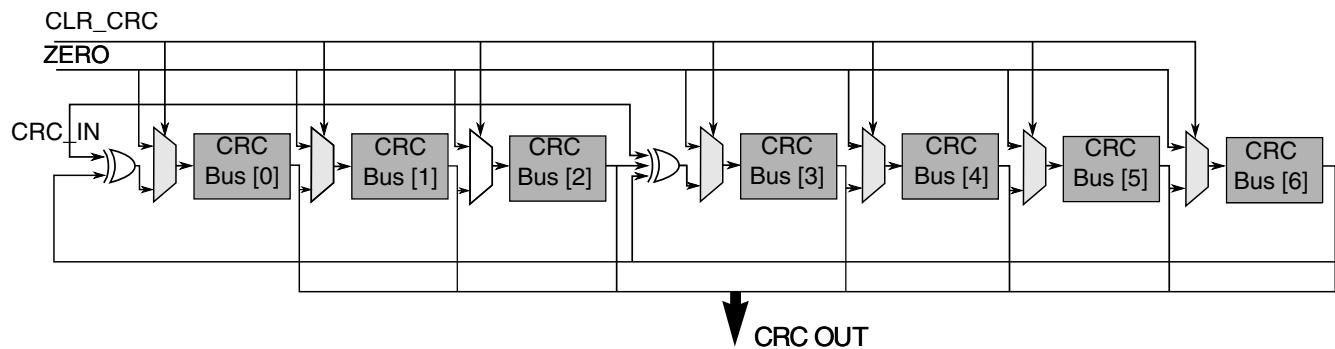 CLR_CRC
ZERO
CRC_IN
CRC
Bus [0]
CRC
Bus [1]
CRC
Bus [2]
CRC
Bus [3]
CRC
Bus [4]
CRC
Bus [5]
CRC
Bus [6]
CRC OUT